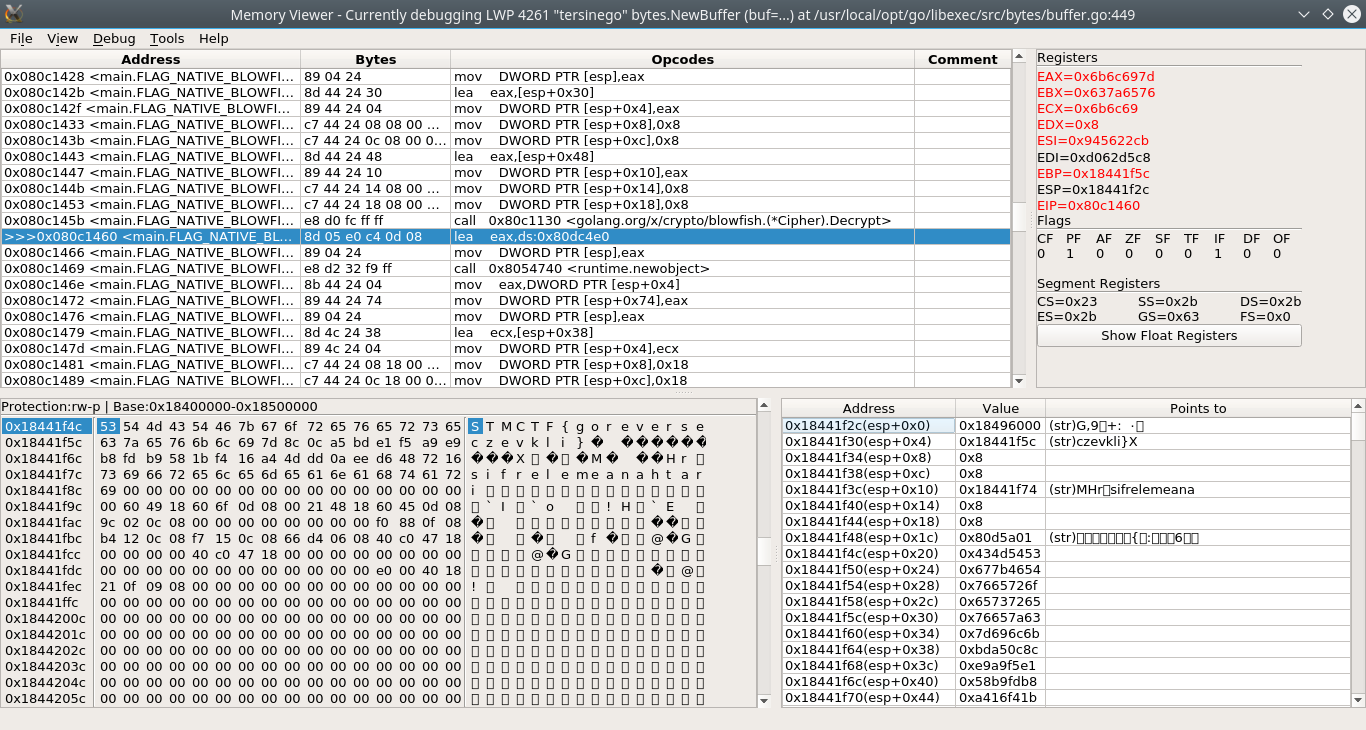 Memory Viewer - Currently debugging LWP 4261 "tersinego" bytes.NewBuffer (buf=...) at /usr/local/opt/go/libexec/src/bytes/buffer.go:449
File View Debug Tools Help
Address Bytes Opcodes Comment
0x080c1428 <main.FLAG_NATIVE_BLOWFI... 89 04 24 mov DWORD PTR [esp],eax
0x080c142b <main.FLAG_NATIVE_BLOWFI... 8d 44 24 30 lea eax,[esp+0x30]
0x080c142f <main.FLAG_NATIVE_BLOWFI... 89 44 24 04 mov DWORD PTR [esp+0x4],eax
0x080c1433 <main.FLAG_NATIVE_BLOWFI... c7 44 24 08 08 00 ... mov DWORD PTR [esp+0x8],0x8
0x080c143b <main.FLAG_NATIVE_BLOWFI... c7 44 24 0c 08 00 0... mov DWORD PTR [esp+0xc],0x8
0x080c1443 <main.FLAG_NATIVE_BLOWFI... 8d 44 24 48 lea eax,[esp+0x48]
0x080c1447 <main.FLAG_NATIVE_BLOWFI... 89 44 24 10 mov DWORD PTR [esp+0x10],eax
0x080c144b <main.FLAG_NATIVE_BLOWFI... c7 44 24 14 08 00 ... mov DWORD PTR [esp+0x14],0x8
0x080c1453 <main.FLAG_NATIVE_BLOWFI... c7 44 24 18 08 00 ... mov DWORD PTR [esp+0x18],0x8
0x080c145b <main.FLAG_NATIVE_BLOWFI... e8 d0 fc ff ff call 0x80c1130 <golang.org/x/crypto/blowfish.(*Cipher).Decrypt>
>>>0x080c1460 <main.FLAG_NATIVE_BL... 8d 05 e0 c4 0d 08 lea eax,ds:0x80dc4e0
0x080c1466 <main.FLAG_NATIVE_BLOWFI... 89 04 24 mov DWORD PTR [esp],eax
0x080c1469 <main.FLAG_NATIVE_BLOWFI... e8 d2 32 f9 ff call 0x8054740 <runtime.newobject>
0x080c146e <main.FLAG_NATIVE_BLOWFI... 8b 44 24 04 mov eax,DWORD PTR [esp+0x4]
0x080c1472 <main.FLAG_NATIVE_BLOWFI... 89 44 24 74 mov DWORD PTR [esp+0x74],eax
0x080c1476 <main.FLAG_NATIVE_BLOWFI... 89 04 24 mov DWORD PTR [esp],eax
0x080c1479 <main.FLAG_NATIVE_BLOWFI... 8d 4c 24 38 lea ecx,[esp+0x38]
0x080c147d <main.FLAG_NATIVE_BLOWFI... 89 4c 24 04 mov DWORD PTR [esp+0x4],ecx
0x080c1481 <main.FLAG_NATIVE_BLOWFI... c7 44 24 08 18 00 ... mov DWORD PTR [esp+0x8],0x18
0x080c1489 <main.FLAG_NATIVE_BLOWFI... c7 44 24 0c 18 00 0... mov DWORD PTR [esp+0xc],0x18
Registers
EAX=0x6b6c697d
EBX=0x637a6576
ECX=0x6b6c69
EDX=0x8
ESI=0x945622cb
EDI=0xd062d5c8
EBP=0x18441f5c
ESP=0x18441f2c
EIP=0x80c1460
Flags
CF PF AF ZF SF TF IF DF OF
0 1 0 0 0 0 1 0 0
Segment Registers
CS=0x23 SS=0x2b DS=0x2b
ES=0x2b GS=0x63 FS=0x0
Show Float Registers
Protection:rw-p | Base:0x18400000-0x18500000
0x18441f4c 53 54 4d 43 54 46 7b 67 6f 72 65 76 65 72 73 65 STMCTF{goreverse
0x18441f5c 63 7a 65 76 6b 6c 69 7d 8c 0c a5 bd e1 f5 a9 e9 czevkli}
0x18441f6c b8 fd b9 58 1b f4 16 a4 4d dd 0a ee d6 48 72 16 X M Hr
0x18441f7c 73 69 66 72 65 6c 65 6d 65 61 6e 61 68 74 61 72 sifrelemeanahtar
0x18441f8c 69 00 00 00 00 00 00 00 00 00 00 00 00 00 00 00 i
0x18441f9c 00 60 49 18 60 6f 0d 08 00 21 48 18 60 45 0d 08 ` I ` o ! H ` E
0x18441fac 9c 02 0c 08 00 00 00 00 00 00 00 00 f0 88 0f 08
0x18441fbc b4 12 0c 08 f7 15 0c 08 66 d4 06 08 40 c0 47 18 f @ G
0x18441fcc 00 00 00 00 40 c0 47 18 00 00 00 00 00 00 00 00 @ G
0x18441fdc 00 00 00 00 00 00 00 00 00 00 00 00 e0 00 40 18 @
0x18441fec 21 0f 09 08 00 00 00 00 00 00 00 00 00 00 00 00 !
0x18441ffc 00 00 00 00 00 00 00 00 00 00 00 00 00 00 00 00
0x1844200c 00 00 00 00 00 00 00 00 00 00 00 00 00 00 00 00
0x1844201c 00 00 00 00 00 00 00 00 00 00 00 00 00 00 00 00
0x1844202c 00 00 00 00 00 00 00 00 00 00 00 00 00 00 00 00
0x1844203c 00 00 00 00 00 00 00 00 00 00 00 00 00 00 00 00
0x1844204c 00 00 00 00 00 00 00 00 00 00 00 00 00 00 00 00
0x1844205c 00 00 00 00 00 00 00 00 00 00 00 00 00 00 00 00
Address Value Points to
0x18441f2c(esp+0x0) 0x18496000 (str)G,9 +: ·
0x18441f30(esp+0x4) 0x18441f5c (str)czevkli}X
0x18441f34(esp+0x8) 0x8
0x18441f38(esp+0xc) 0x8
0x18441f3c(esp+0x10) 0x18441f74 (str)MHr sifrelemeana
0x18441f40(esp+0x14) 0x8
0x18441f44(esp+0x18) 0x8
0x18441f48(esp+0x1c) 0x80d5a01 (str) { : 6
0x18441f4c(esp+0x20) 0x434d5453
0x18441f50(esp+0x24) 0x677b4654
0x18441f54(esp+0x28) 0x7665726f
0x18441f58(esp+0x2c) 0x65737265
0x18441f5c(esp+0x30) 0x76657a63
0x18441f60(esp+0x34) 0x7d696c6b
0x18441f64(esp+0x38) 0xbda50c8c
0x18441f68(esp+0x3c) 0xe9a9f5e1
0x18441f6c(esp+0x40) 0x58b9fdb8
0x18441f70(esp+0x44) 0xa416f41b